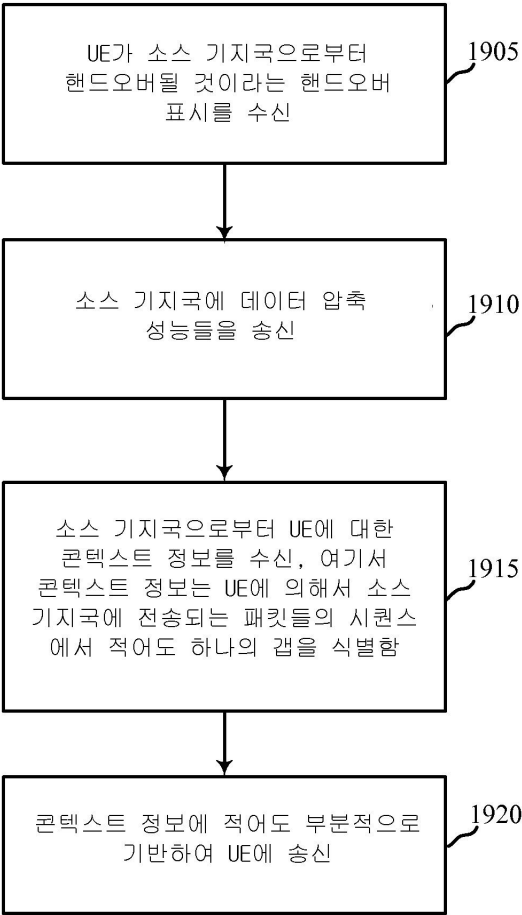 UE가 소스 기지국으로부터
핸드오버될 것이라는 핸드오버
표시를 수신
1905
소스 기지국에 데이터 압축
성능들을 송신
1910
소스 기지국으로부터 UE에 대한
콘텍스트 정보를 수신, 여기서
콘텍스트 정보는 UE에 의해서 소스
기지국에 전송되는 패킷들의 시퀀스
에서 적어도 하나의 갭을 식별함
1915
콘텍스트 정보에 적어도 부분적으로
기반하여 UE에 송신
1920